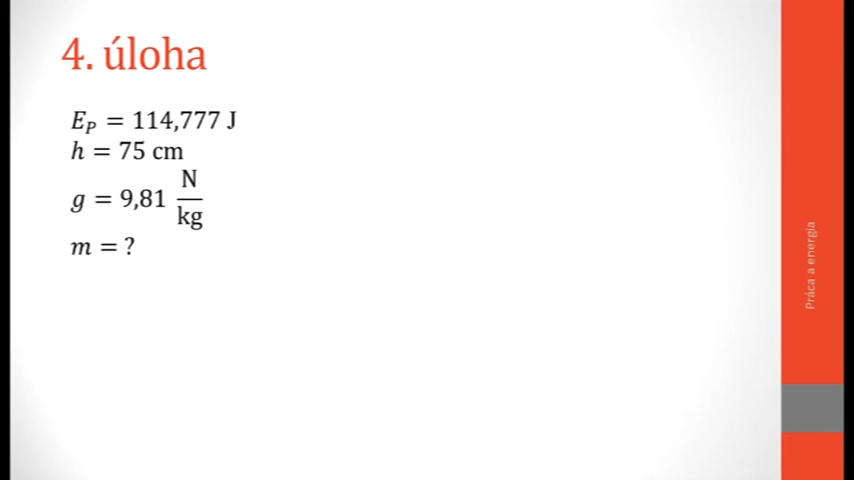 4. úloha
E_P = 114,777 J
h = 75 cm
g = 9,81 N/kg
m = ?
Práca a energia